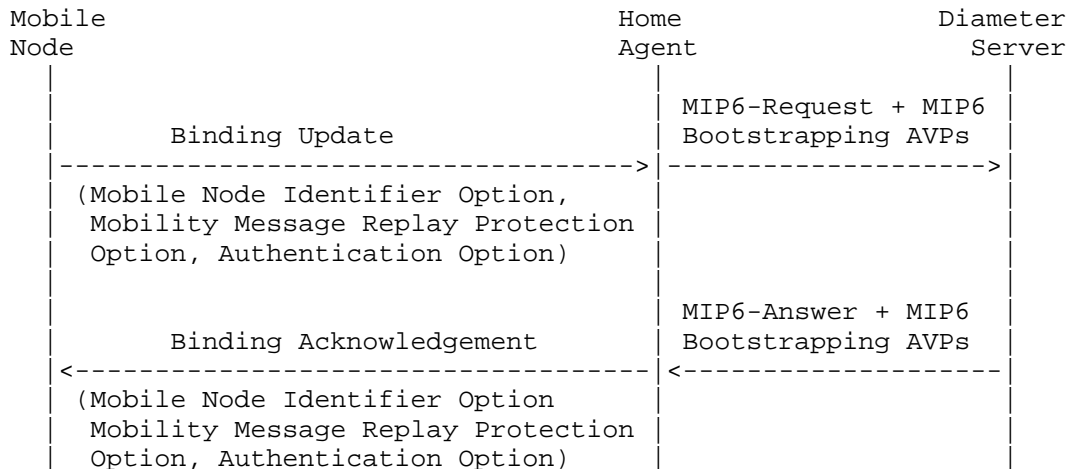 Mobile                                Home                Diameter
Node                                  Agent                 Server
  |                                     |                     |
  |                                     | MIP6-Request + MIP6 |
  |       Binding Update                | Bootstrapping AVPs  |
  |------------------------------------>|-------------------->|
  | (Mobile Node Identifier Option,     |                     |
  |  Mobility Message Replay Protection |                     |
  |  Option, Authentication Option)     |                     |
  |                                     |                     |
  |                                     | MIP6-Answer + MIP6  |
  |       Binding Acknowledgement       | Bootstrapping AVPs  |
  |<------------------------------------|<--------------------|
  | (Mobile Node Identifier Option      |                     |
  |  Mobility Message Replay Protection |                     |
  |  Option, Authentication Option)     |                     |